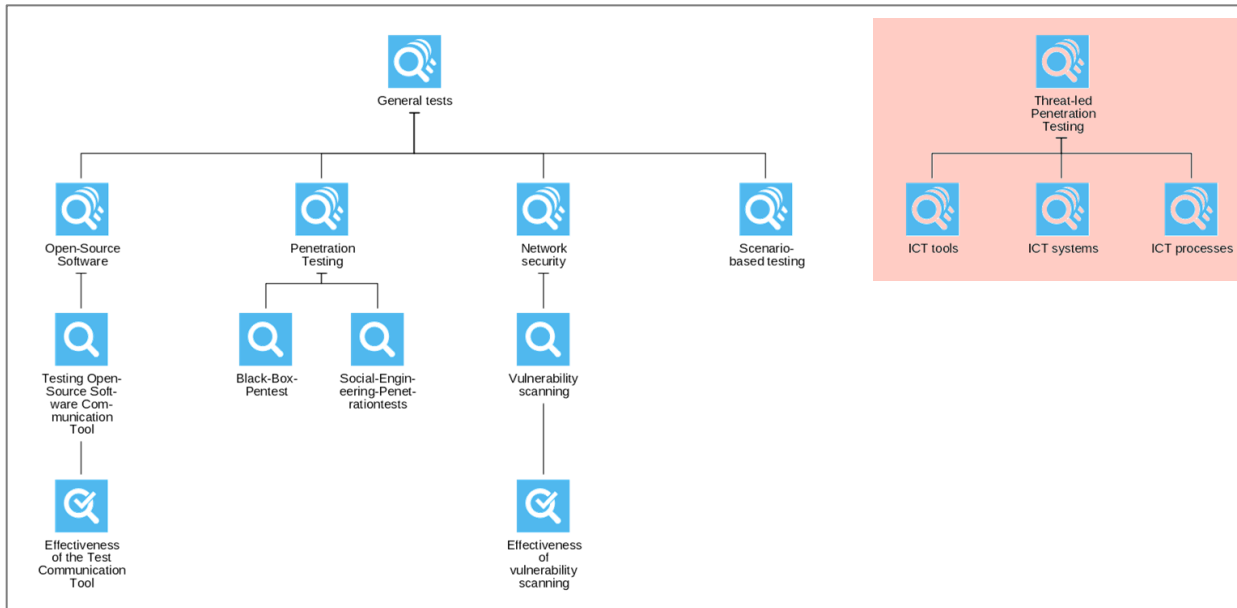 General tests
Threat-led
Penetration
Testing
Open-Source
Software
Penetration
Testing
Network
security
Scenario-
based testing
ICT tools
ICT systems
ICT processes
Testing Open-
Source Soft-
ware Com-
munication
Tool
Black-Box-
Pentest
Social-Engin-
eering-Penet-
rationtests
Vulnerability
scanning
Effectiveness
of the Test
Communication
Tool
Effectiveness
of
vulnerability
scanning